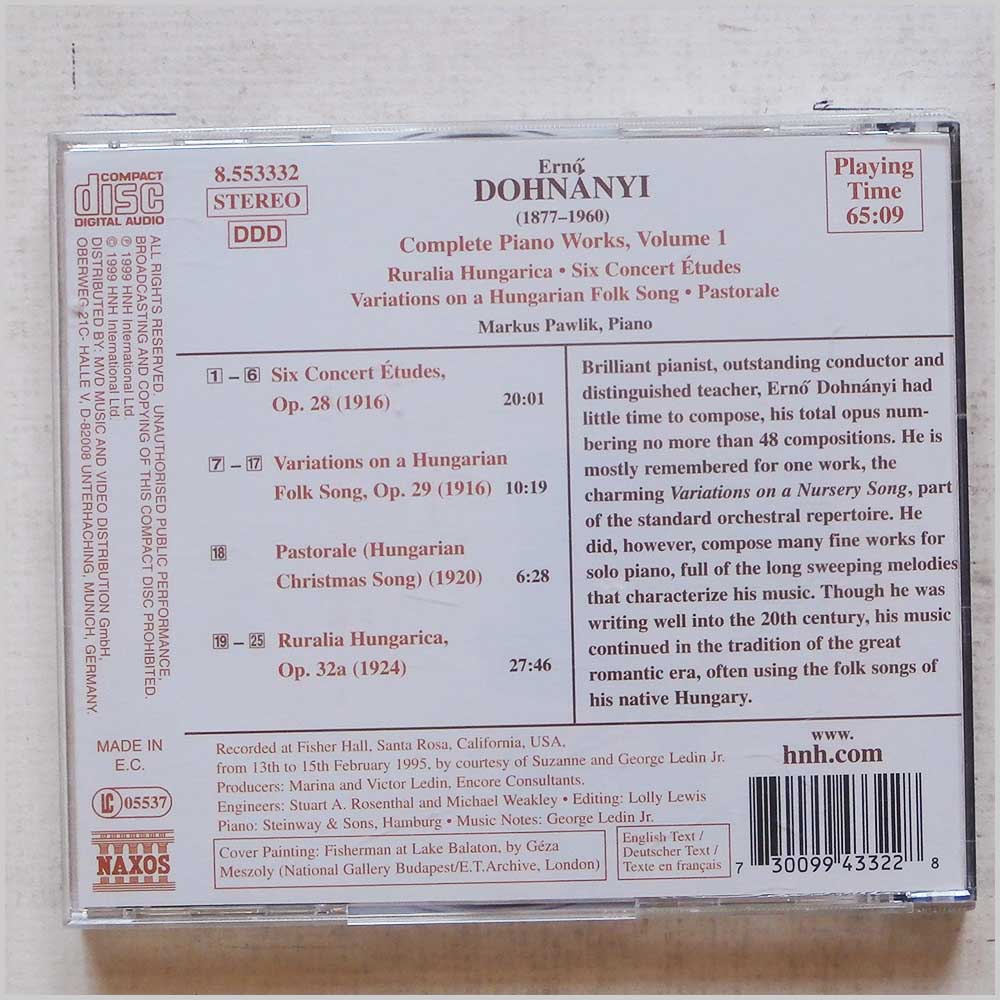 COMPACT
disc
DIGITAL AUDIO
8.553332
STEREO
DDD
Ernő
DOHNÁNYI
(1877–1960)
Complete Piano Works, Volume 1
Ruralia Hungarica • Six Concert Études
Variations on a Hungarian Folk Song • Pastorale
Markus Pawlik, Piano
Playing
Time
65:09
1 – 6 Six Concert Études,
Op. 28 (1916) 20:01
7 – 17 Variations on a Hungarian
Folk Song, Op. 29 (1916) 10:19
18 Pastorale (Hungarian
Christmas Song) (1920) 6:28
19 – 25 Ruralia Hungarica,
Op. 32a (1924) 27:46
Brilliant pianist, outstanding conductor and
distinguished teacher, Ernő Dohnányi had
little time to compose, his total opus num-
bering no more than 48 compositions. He is
mostly remembered for one work, the
charming Variations on a Nursery Song, part
of the standard orchestral repertoire. He
did, however, compose many fine works for
solo piano, full of the long sweeping melodies
that characterize his music. Though he was
writing well into the 20th century, his music
continued in the tradition of the great
romantic era, often using the folk songs of
his native Hungary.
ALL RIGHTS RESERVED. UNAUTHORISED PUBLIC PERFORMANCE,
BROADCASTING AND COPYING OF THIS COMPACT DISC PROHIBITED.
℗ 1999 HNH International Ltd.
© 1999 HNH International Ltd.
DISTRIBUTED BY: MVD MUSIC AND VIDEO DISTRIBUTION GmbH,
OBERWEG 21C- HALLE V, D-82008 UNTERHACHING, MUNICH, GERMANY.
MADE IN
E.C.
LC 05537
NAXOS
Recorded at Fisher Hall, Santa Rosa, California, USA,
from 13th to 15th February 1995, by courtesy of Suzanne and George Ledin Jr.
Producers: Marina and Victor Ledin, Encore Consultants.
Engineers: Stuart A. Rosenthal and Michael Weakley • Editing: Lolly Lewis
Piano: Steinway & Sons, Hamburg • Music Notes: George Ledin Jr.
Cover Painting: Fisherman at Lake Balaton, by Géza
Meszoly (National Gallery Budapest/E.T.Archive, London)
English Text /
Deutscher Text /
Texte en français
www.
hnh.com
7 30099 43322 8